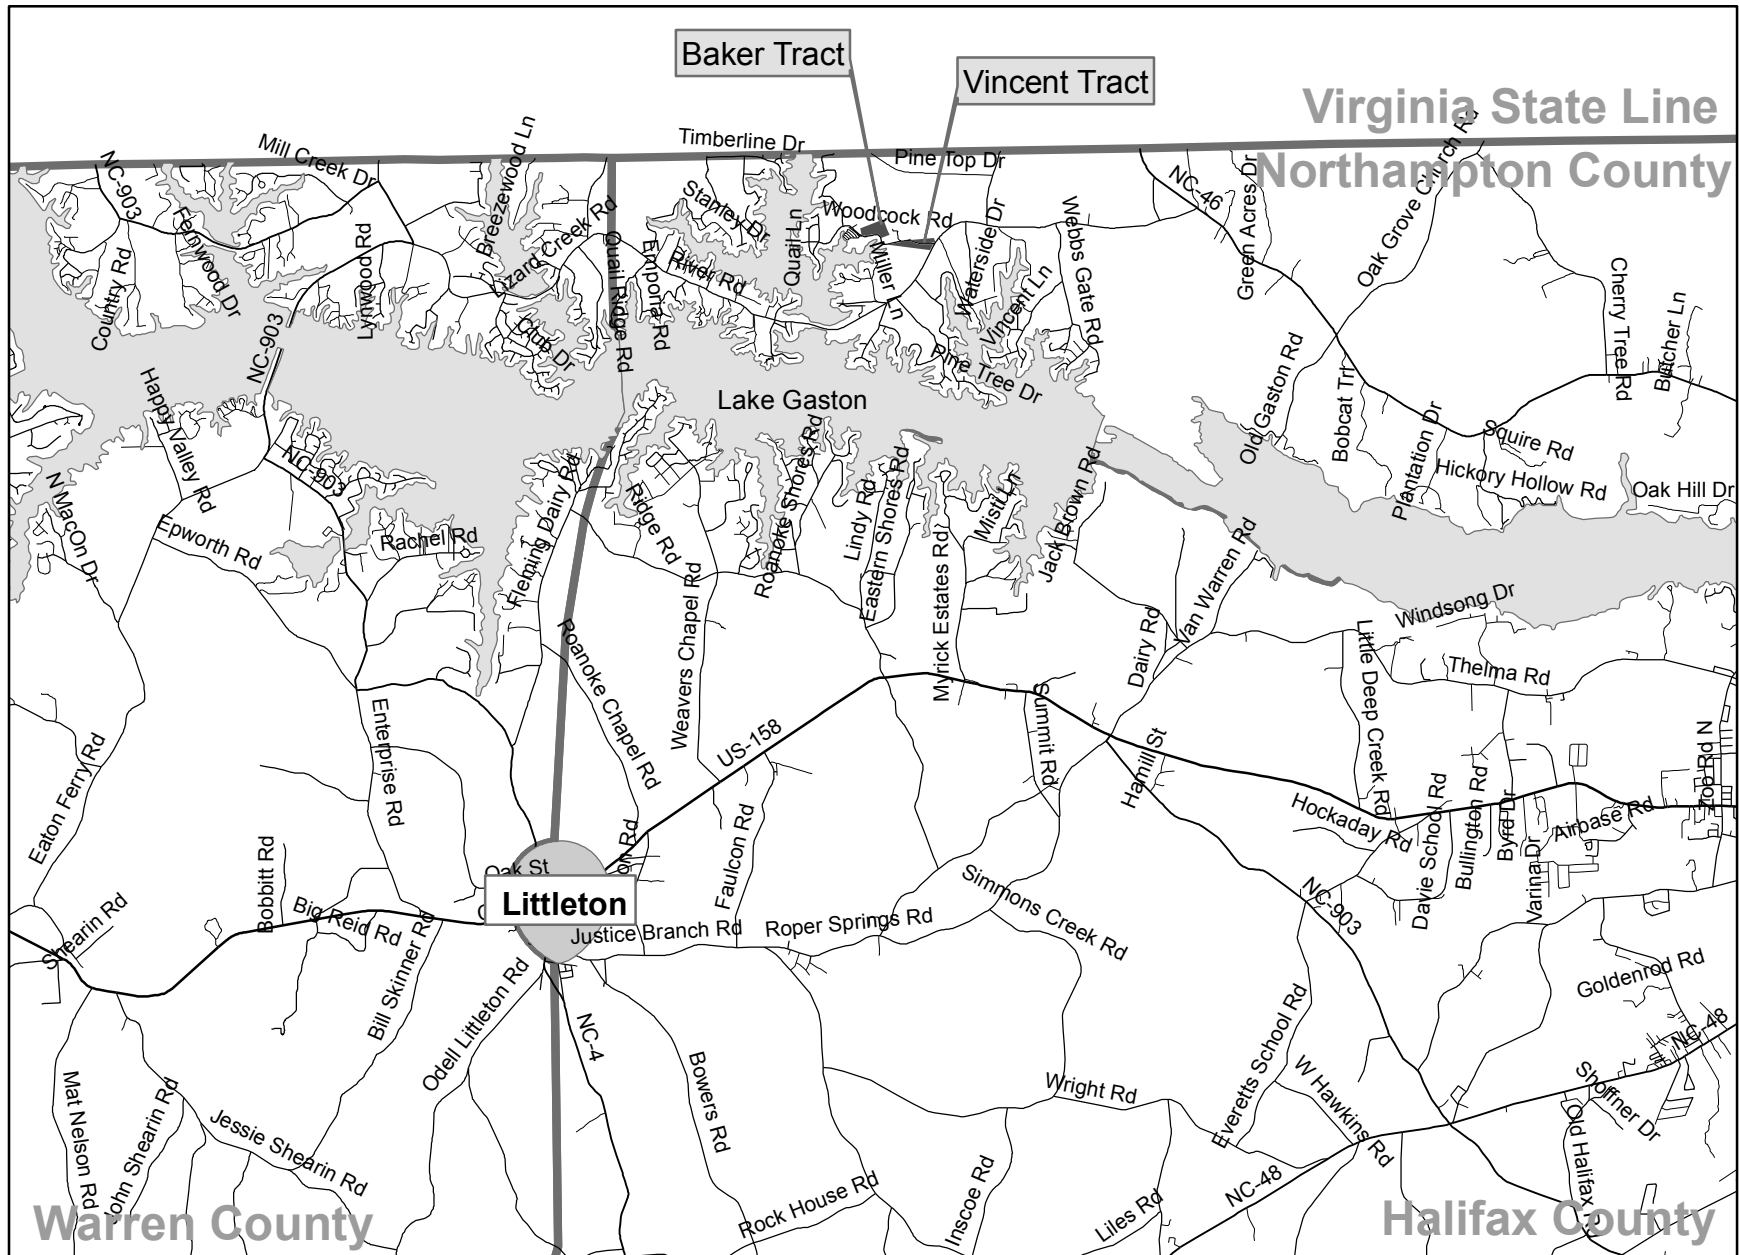 Baker Tract
Vincent Tract
Virginia State Line
Northampton County
Timberline Dr
Pine Top Dr
Mill Creek Dr
NC-903
Breezewood Ln
Fernwood Dr
Country Rd
Lynwood Rd
Lizard Creek Rd
Stanley Dr
Quail Ln
Woodcock Rd
Quail Ridge Rd
Emporia Rd
River Rd
Miller Ln
Waterside Dr
Vincent Ln
Webbs Gate Rd
NC-46
Green Acres Dr
Oak Grove Church Rd
Cherry Tree Rd
Butcher Ln
NC-903
Club Dr
Pine Tree Dr
Lake Gaston
Old Gaston Rd
Bobcat Trl
Plantation Dr
Squire Rd
Hickory Hollow Rd
Oak Hill Dr
Happy Valley Rd
NC-903
N MacOn Dr
Epworth Rd
Rachel Rd
Fleming Dairy Rd
Ridge Rd
Roanoke Shores Rd
Lindy Rd
Eastern Shores Rd
Misti Ln
Jack Brown Rd
Myrick Estates Rd
Weavers Chapel Rd
Roanoke Chapel Rd
Van Warren Rd
Dairy Rd
Windsong Dr
Thelma Rd
Little Deep Creek Rd
Enterprise Rd
Eaton Ferry Rd
US-158
Summit Rd
Hamill St
Hockaday Rd
Davie School Rd
Bullington Rd
Byrd Dr
Varina Dr
Airbase Rd
Zoo Rd N
Bobbitt Rd
Faulcon Rd
Oak St
Littleton
Shearin Rd
Big Reid Rd
Bill Skinner Rd
Justice Branch Rd
Roper Springs Rd
Simmons Creek Rd
NC-903
Goldenrod Rd
NC-48
Odell Littleton Rd
NC-4
Bowers Rd
Everetts School Rd
Wright Rd
W Hawkins Rd
Shoffner Dr
Old Halifax Rd
Mat Nelson Rd
John Shearin Rd
Jessie Shearin Rd
Rock House Rd
Inscoe Rd
Liles Rd
NC-48
Warren County
Halifax County